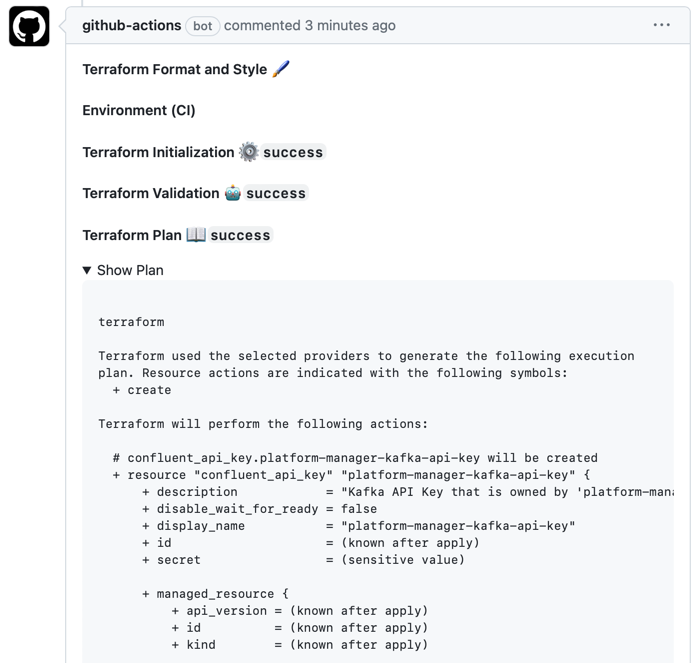 github-actions bot commented 3 minutes ago ···
Terraform Format and Style 🖌
Environment (CI)
Terraform Initialization ⚙️ success
Terraform Validation 🤖 success
Terraform Plan 📖 success
▼ Show Plan
terraform
Terraform used the selected providers to generate the following execution
plan. Resource actions are indicated with the following symbols:
  + create
Terraform will perform the following actions:
  # confluent_api_key.platform-manager-kafka-api-key will be created
  + resource "confluent_api_key" "platform-manager-kafka-api-key" {
      + description            = "Kafka API Key that is owned by 'platform-mana
      + disable_wait_for_ready = false
      + display_name           = "platform-manager-kafka-api-key"
      + id                     = (known after apply)
      + secret                 = (sensitive value)
      + managed_resource {
          + api_version = (known after apply)
          + id          = (known after apply)
          + kind        = (known after apply)